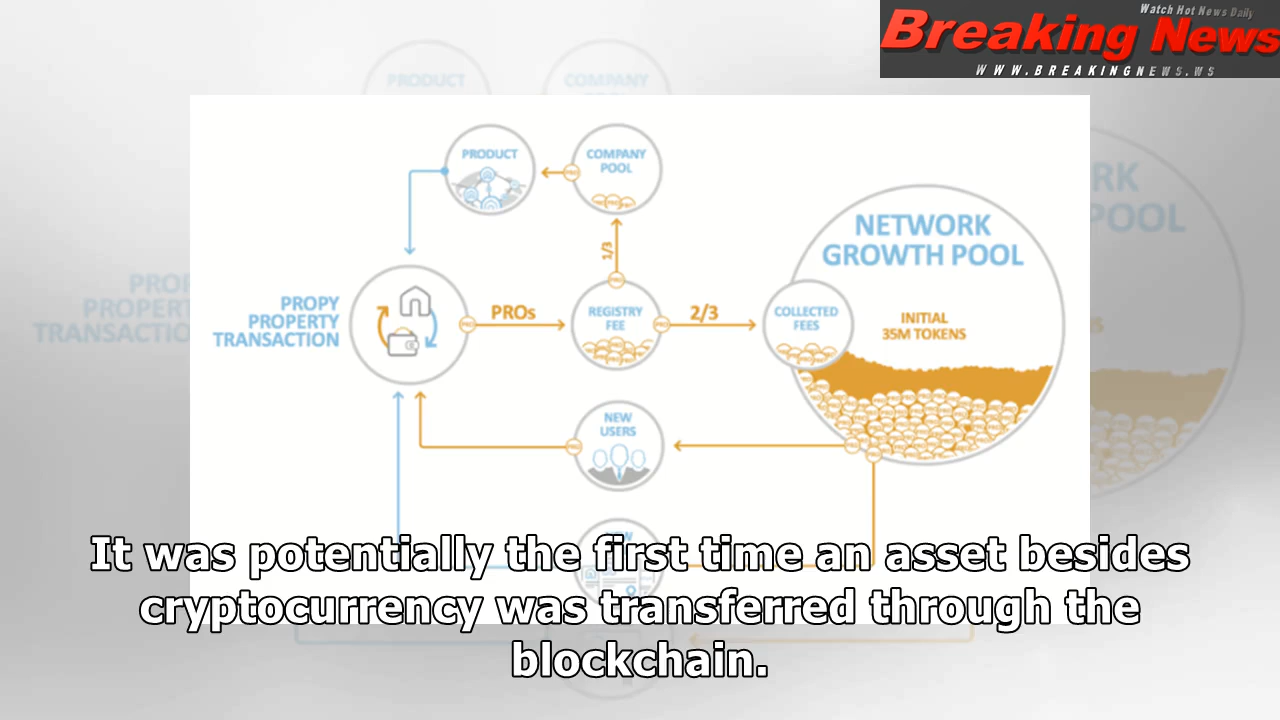 Watch Hot News Daily
Breaking News
WWW.BREAKINGNEWS.WS
PRODUCT
COMPANY
PRODUCT
COMPANY
POOL
1/3
NETWORK
GROWTH POOL
PROPY
PROPERTY
TRANSACTION
PROs
REGISTRY
FEE
2/3
COLLECTED
FEES
INITIAL
35M TOKENS
NEW
USERS
It was potentially the first time an asset besides
cryptocurrency was transferred through the
blockchain.